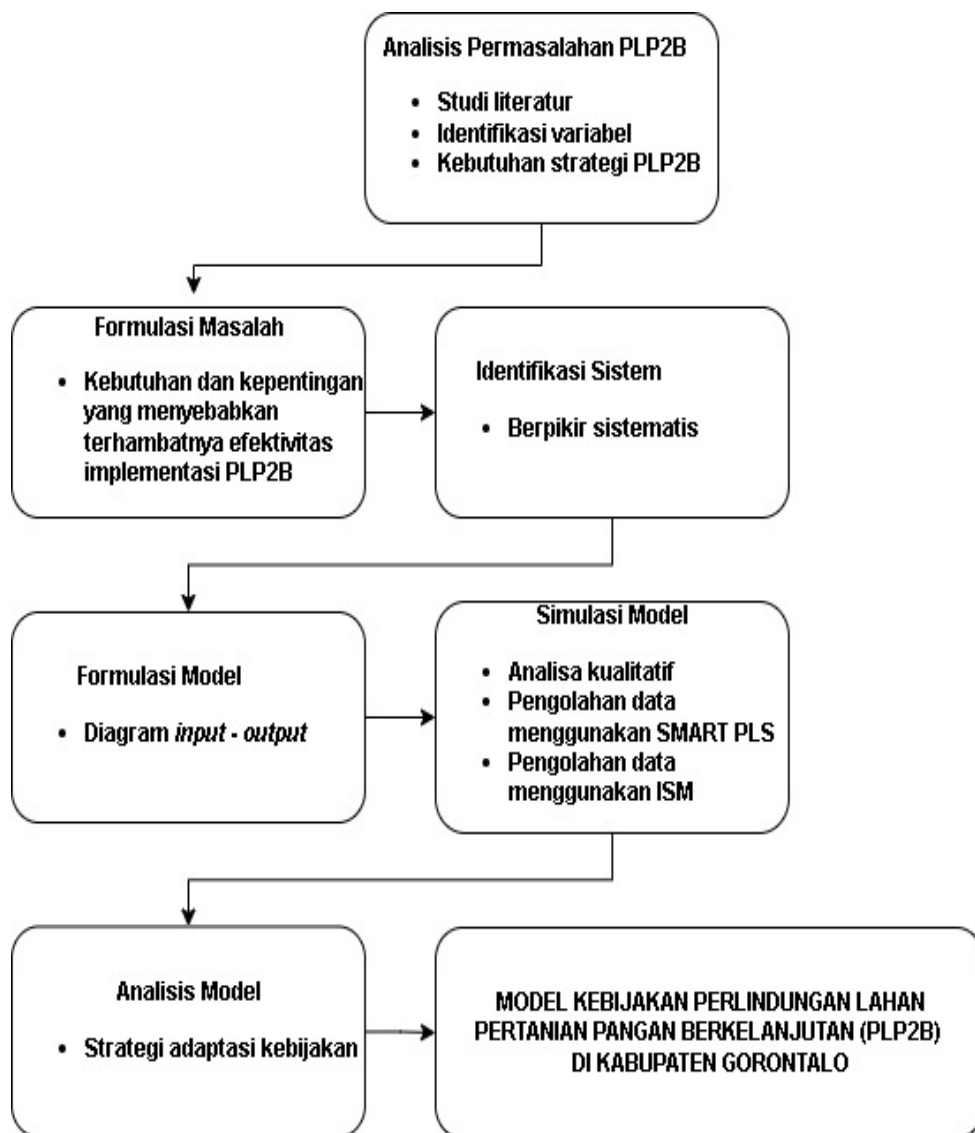 Analisis Permasalahan PLP2B
• Studi literatur
• Identifikasi variabel
• Kebutuhan strategi PLP2B
Formulasi Masalah
• Kebutuhan dan kepentingan
yang menyebabkan
terhambatnya efektivitas
implementasi PLP2B
Identifikasi Sistem
• Berpikir sistematis
Formulasi Model
• Diagram input - output
Simulasi Model
• Analisa kualitatif
• Pengolahan data
menggunakan SMART PLS
• Pengolahan data
menggunakan ISM
Analisis Model
• Strategi adaptasi kebijakan
MODEL KEBIJAKAN PERLINDUNGAN LAHAN
PERTANIAN PANGAN BERKELANJUTAN (PLP2B)
DI KABUPATEN GORONTALO